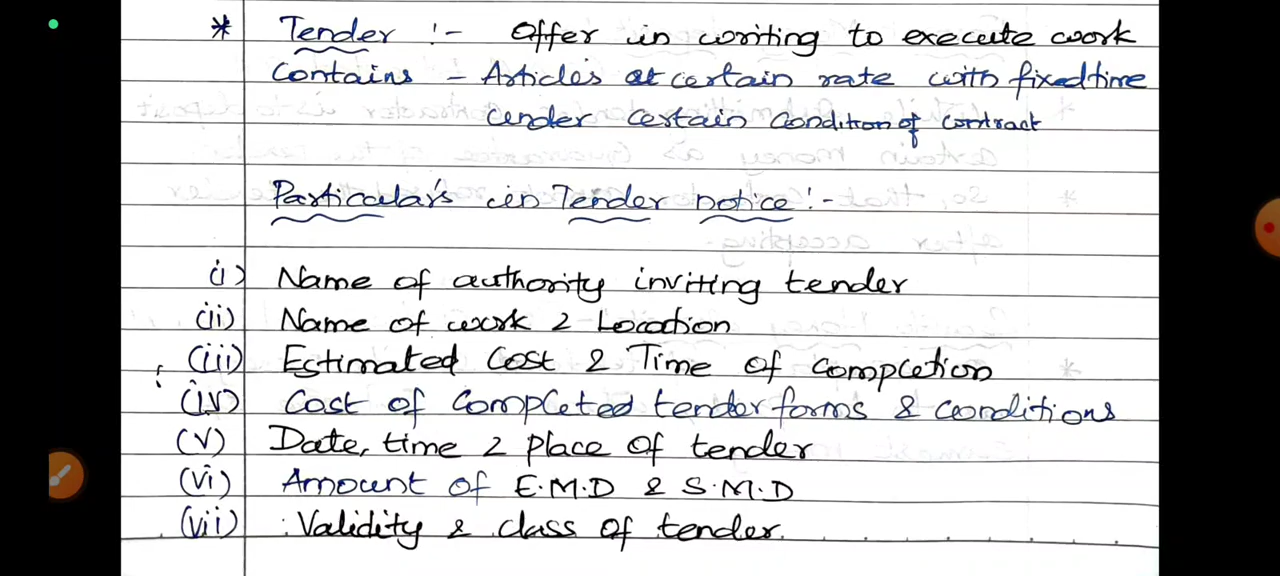 * Tender :- Offer in writing to execute work
Contains - Articles at certain rate with fixed time
under certain Condition of contract
Particular's in Tender notice :-
(i) Name of authority inviting tender
(ii) Name of work & Location
(iii) Estimated Cost & Time of completion
(iv) Cost of Completed tender forms & conditions
(v) Date, time & place of tender
(vi) Amount of E.M.D & S.M.D
(vii) Validity & class of tender.